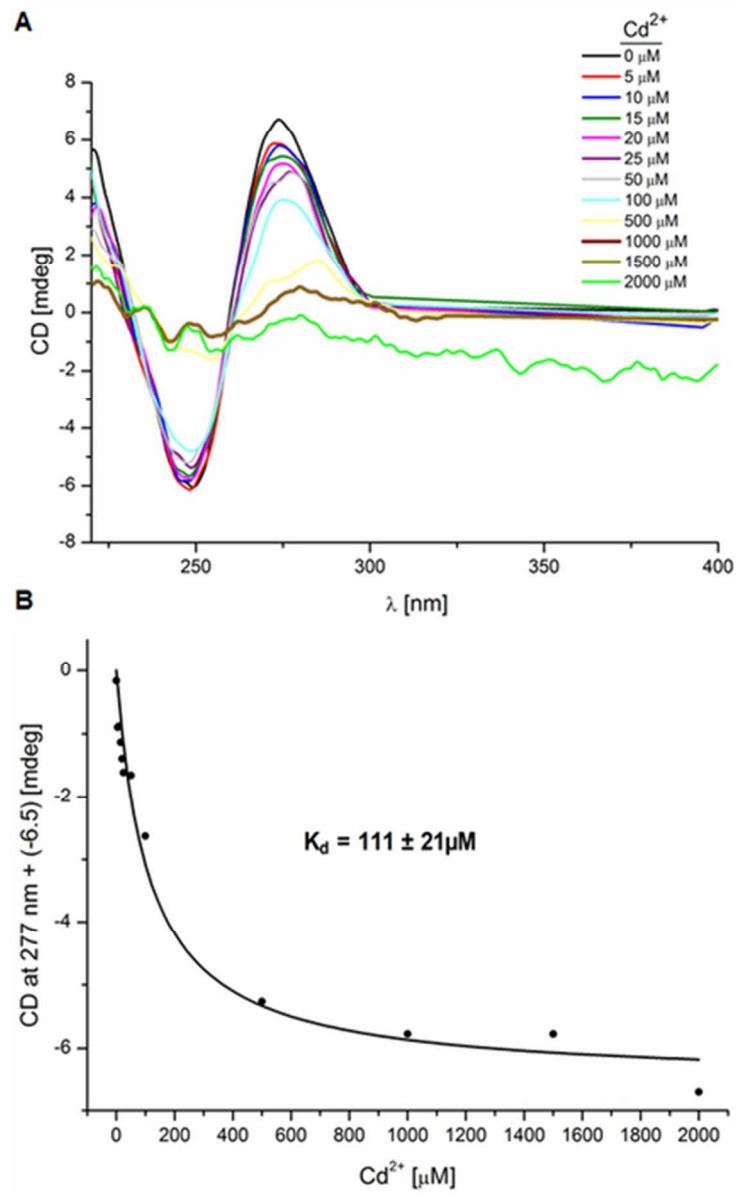 A
Cd2+
0 μM
5 μM
10 μM
15 μM
20 μM
25 μM
50 μM
100 μM
500 μM
1000 μM
1500 μM
2000 μM
8
6
4
2
0
-2
-4
-6
-8
CD [mdeg]
250 300 350 400
λ [nm]
B
0
-2
-4
-6
CD at 277 nm + (-6.5) [mdeg]
Kd = 111 ± 21μM
0 200 400 600 800 1000 1200 1400 1600 1800 2000
Cd2+ [μM]